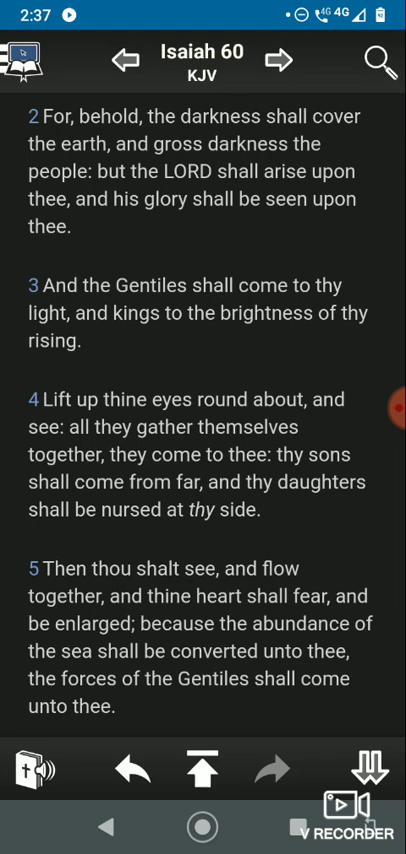 2:37 4G 4G
Isaiah 60
KJV
2 For, behold, the darkness shall cover
the earth, and gross darkness the
people: but the LORD shall arise upon
thee, and his glory shall be seen upon
thee.
3 And the Gentiles shall come to thy
light, and kings to the brightness of thy
rising.
4 Lift up thine eyes round about, and
see: all they gather themselves
together, they come to thee: thy sons
shall come from far, and thy daughters
shall be nursed at thy side.
5 Then thou shalt see, and flow
together, and thine heart shall fear, and
be enlarged; because the abundance of
the sea shall be converted unto thee,
the forces of the Gentiles shall come
unto thee.
V RECORDER